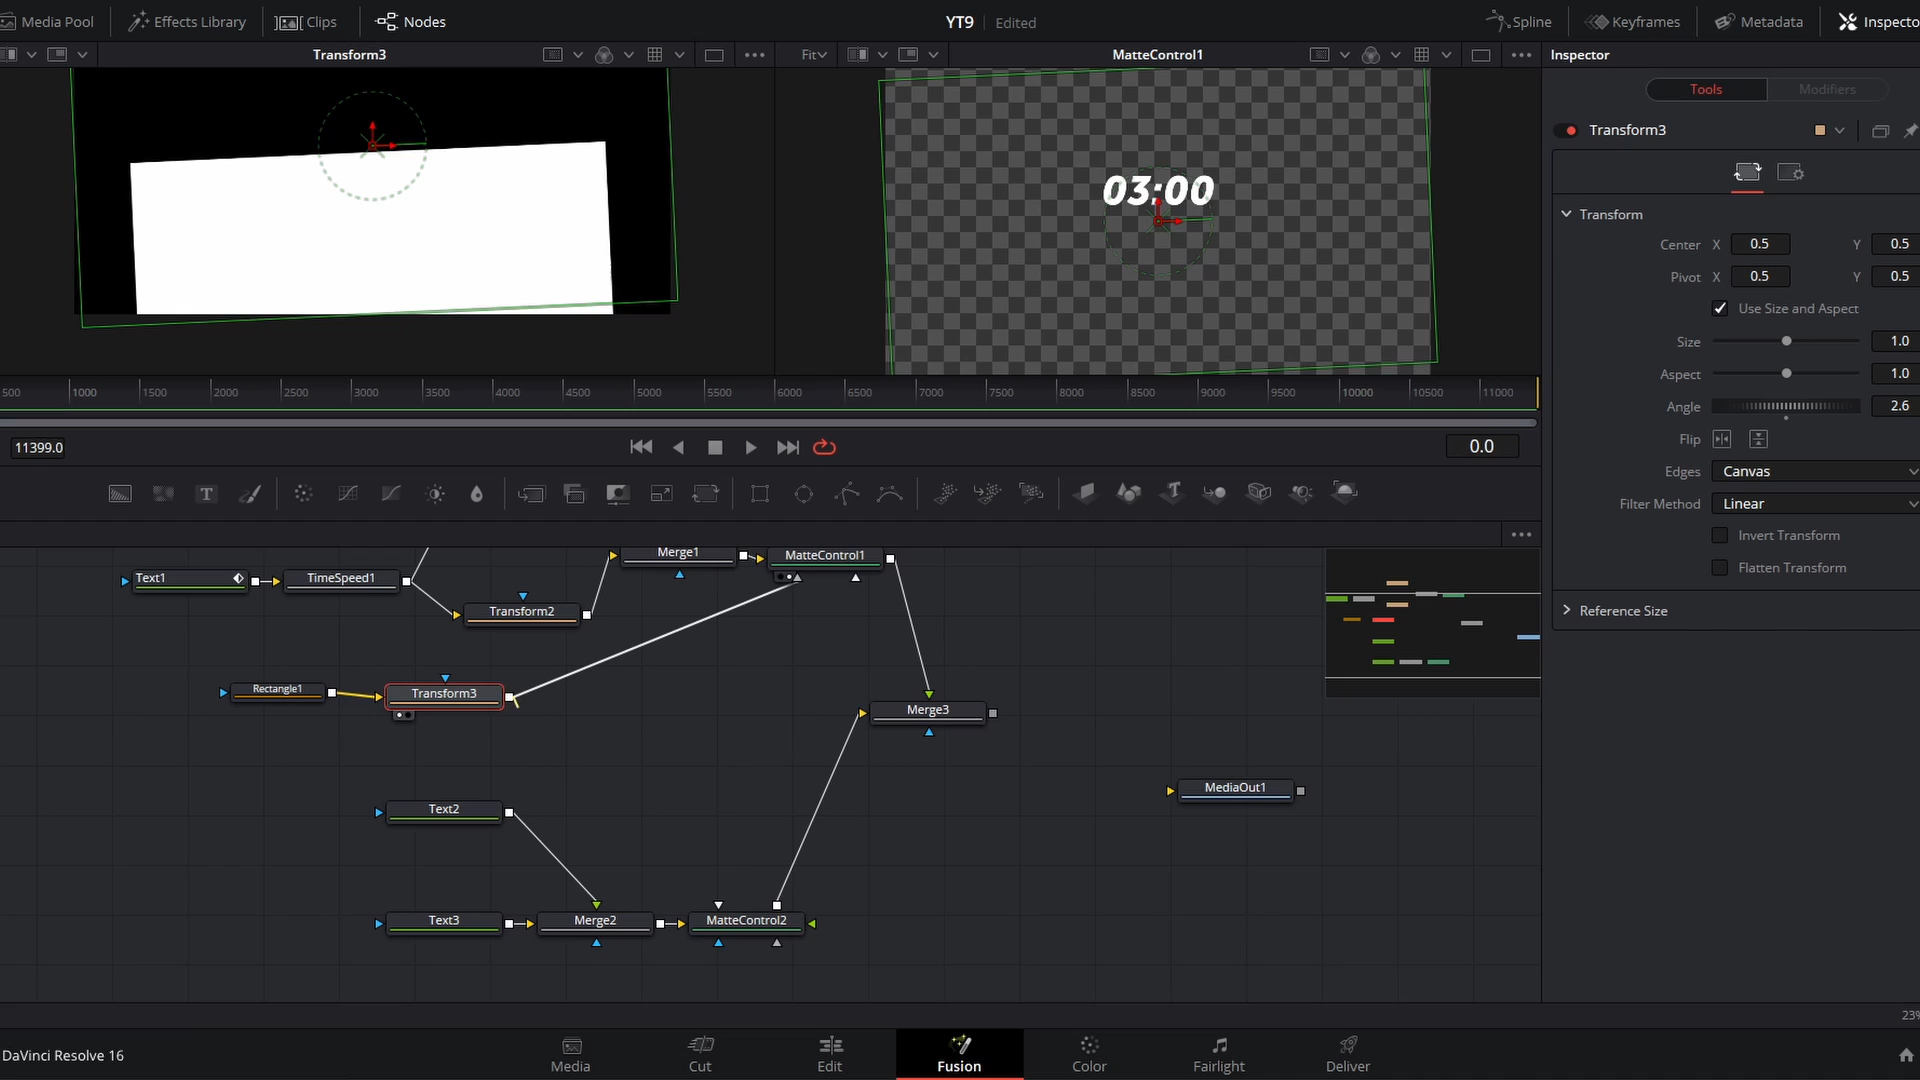 Media Pool Effects Library Clips Nodes YT9 Edited Spline Keyframes Metadata Inspecto
Transform3 Fit MatteControl1 Inspector
Tools Modifiers
Transform3
03:00
Transform
Center X 0.5 Y 0.5
Pivot X 0.5 Y 0.5
Use Size and Aspect
Size 1.0
Aspect 1.0
Angle 2.6
Flip
Edges Canvas
Filter Method Linear
Invert Transform
Flatten Transform
Reference Size
500 1000 1500 2000 2500 3000 3500 4000 4500 5000 5500 6000 6500 7000 7500 8000 8500 9000 9500 10000 10500 11000
11399.0 0.0
Merge1 MatteControl1
Text1 TimeSpeed1
Transform2
Rectangle1 Transform3
Merge3
MediaOut1
Text2
Text3 Merge2 MatteControl2
23%
DaVinci Resolve 16
Media Cut Edit Fusion Color Fairlight Deliver